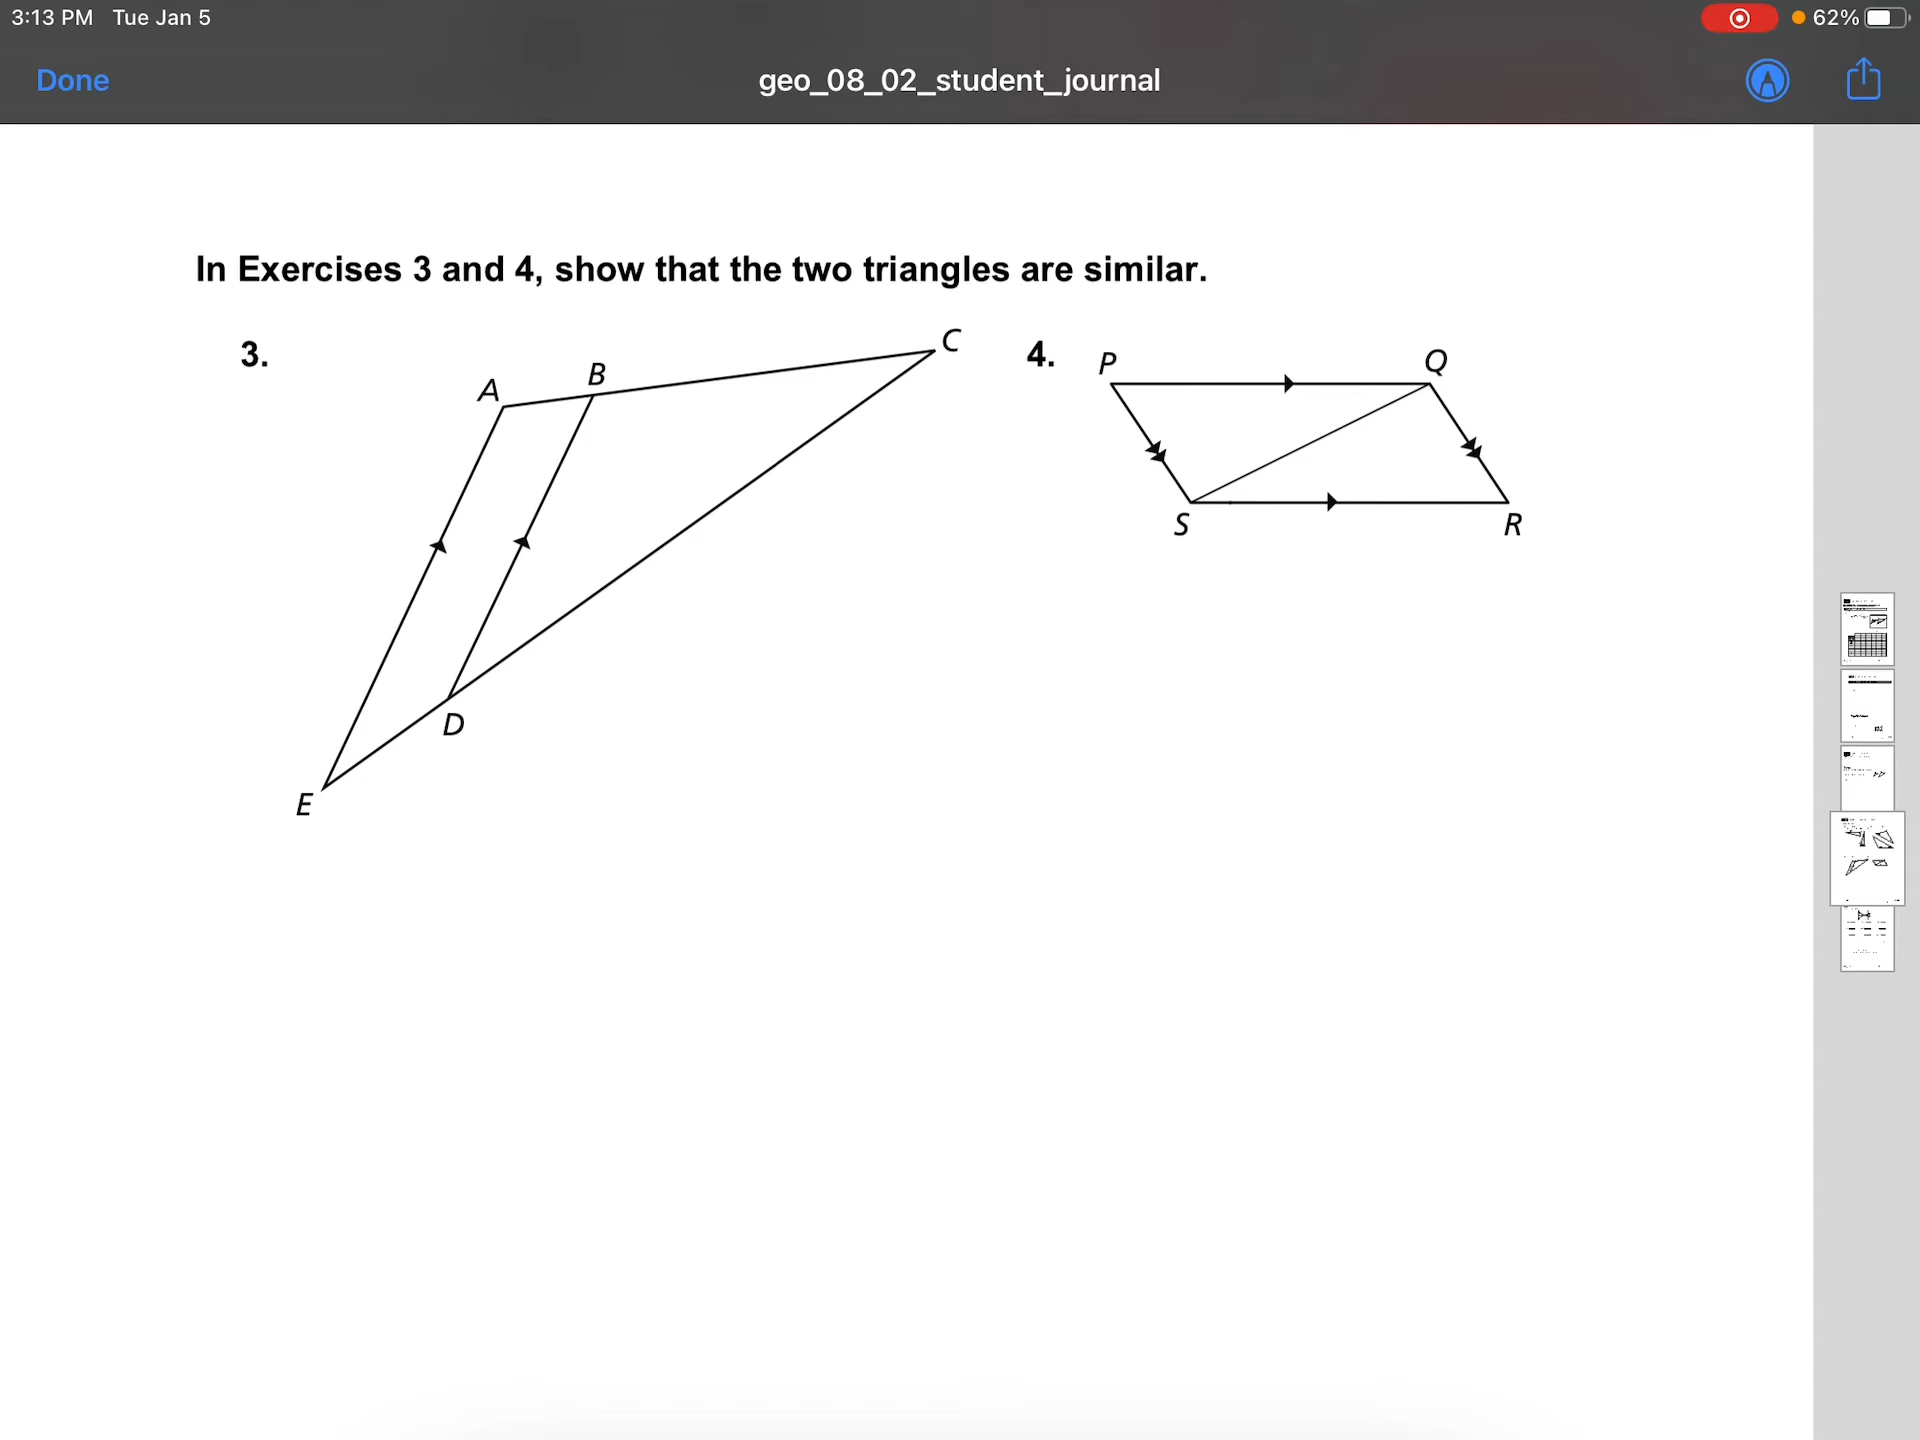 3:13 PM Tue Jan 5
62%
Done
geo_08_02_student_journal
In Exercises 3 and 4, show that the two triangles are similar.
3.
A
B
C
D
E
4.
P
Q
S
R